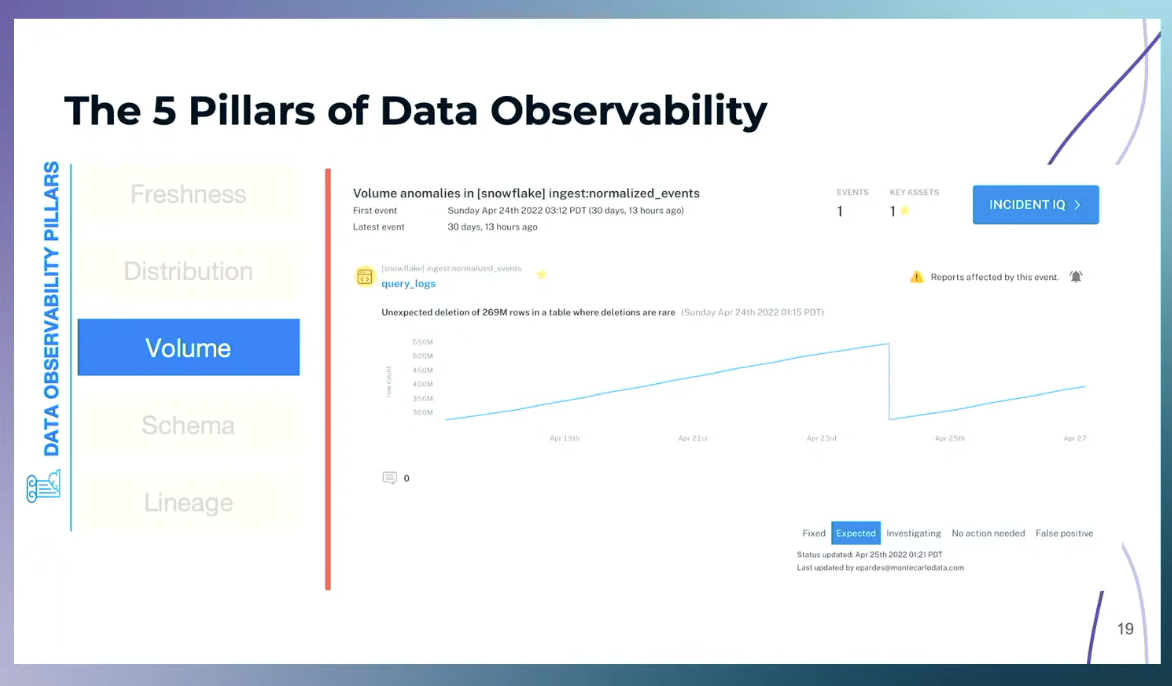 The 5 Pillars of Data Observability
DATA OBSERVABILITY PILLARS
Freshness
Distribution
Volume
Schema
Lineage
Volume anomalies in [snowflake] ingest:normalized_events
First event Sunday Apr 24th 2022 03:12 PDT (30 days, 13 hours ago)
Latest event 30 days, 13 hours ago
EVENTS KEY ASSETS
1 1
INCIDENT IQ >
[snowflake] ingest:normalized_events
query_logs
Reports affected by this event.
Unexpected deletion of 269M rows in a table where deletions are rare (Sunday Apr 24th 2022 01:15 PDT)
row count
550M
500M
450M
400M
350M
300M
Apr 19th Apr 21st Apr 23rd Apr 25th Apr 27
0
Fixed Expected Investigating No action needed False positive
Status updated: Apr 25th 2022 01:21 PDT
Last updated by epardes@montecarlodata.com
19